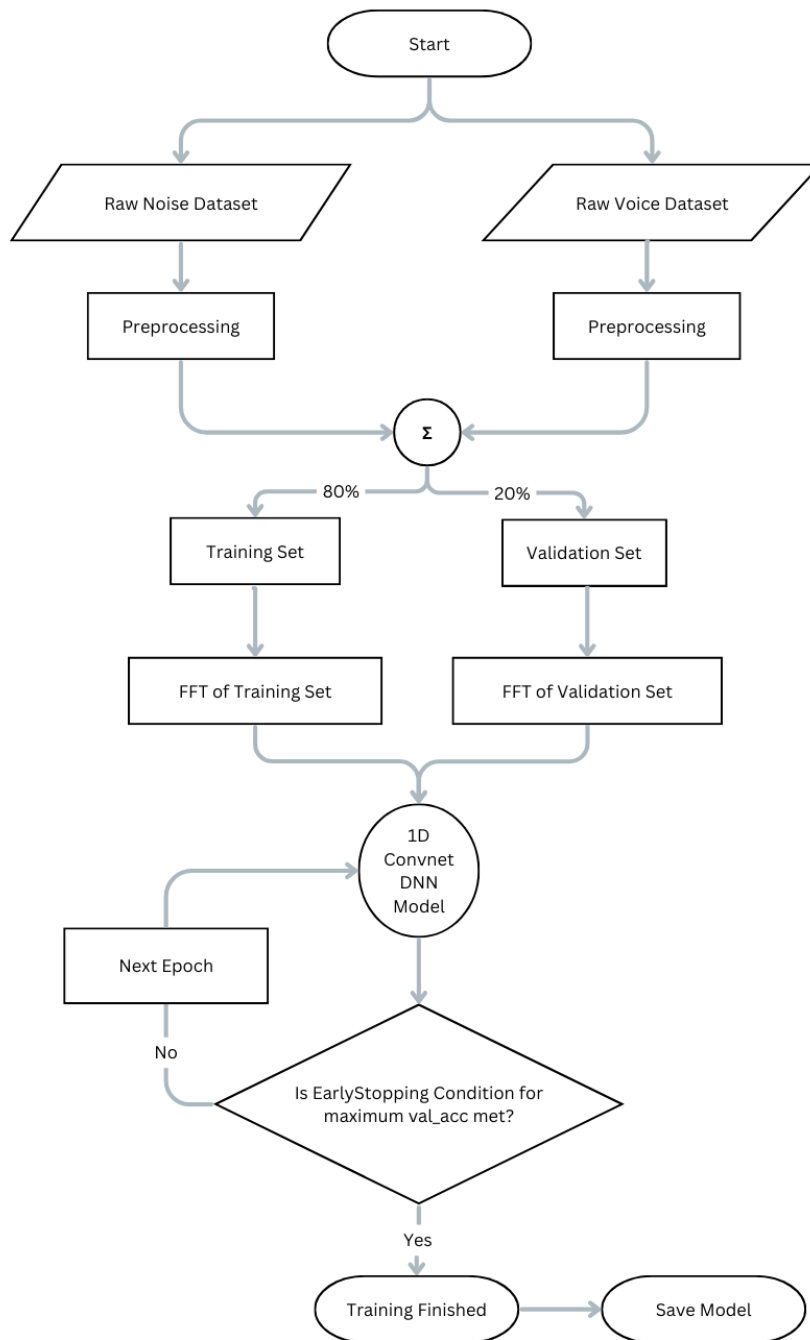 Start
Raw Noise Dataset
Raw Voice Dataset
Preprocessing
Preprocessing
Σ
80%
20%
Training Set
Validation Set
FFT of Training Set
FFT of Validation Set
1D
Convnet
DNN
Model
Next Epoch
No
Is EarlyStopping Condition for
maximum val_acc met?
Yes
Training Finished
Save Model